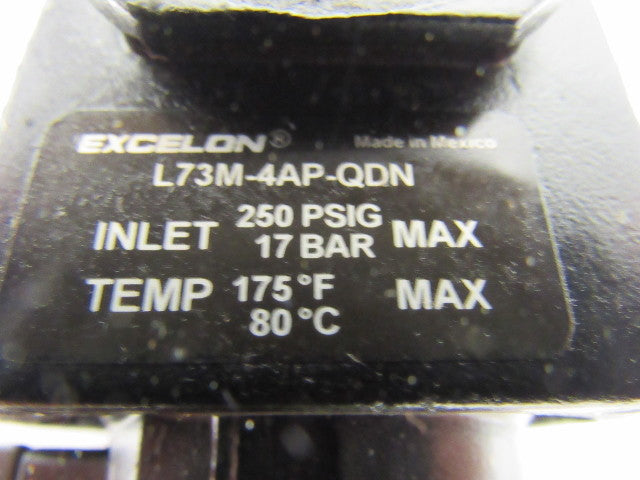 EXCELON® Made in Mexico
L73M-4AP-QDN
INLET 250 PSIG 17 BAR MAX
TEMP 175 °F 80 °C MAX